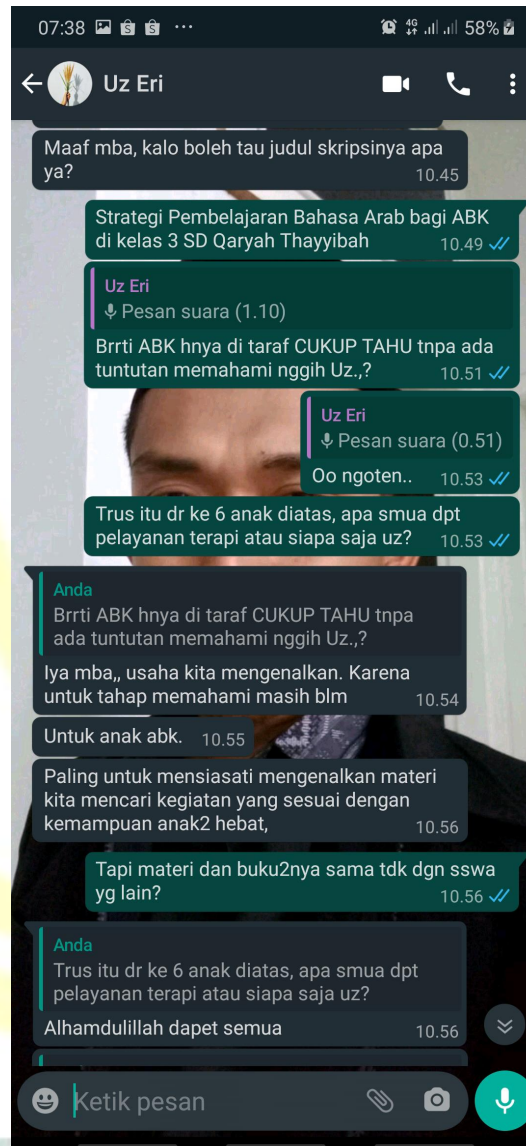 07:38
4G
58%
Uz Eri
Maaf mba, kalo boleh tau judul skripsinya apa
ya?
10.45
Strategi Pembelajaran Bahasa Arab bagi ABK
di kelas 3 SD Qaryah Thayyibah
10.49
Uz Eri
Pesan suara (1.10)
Brrti ABK hnya di taraf CUKUP TAHU tnpa ada
tuntutan memahami nggih Uz.,?
10.51
Uz Eri
Pesan suara (0.51)
Oo ngoten..
10.53
Trus itu dr ke 6 anak diatas, apa smua dpt
pelayanan terapi atau siapa saja uz?
10.53
Anda
Brrti ABK hnya di taraf CUKUP TAHU tnpa
ada tuntutan memahami nggih Uz.,?
Iya mba,, usaha kita mengenalkan. Karena
untuk tahap memahami masih blm
10.54
Untuk anak abk.
10.55
Paling untuk mensiasati mengenalkan materi
kita mencari kegiatan yang sesuai dengan
kemampuan anak2 hebat,
10.56
Tapi materi dan buku2nya sama tdk dgn sswa
yg lain?
10.56
Anda
Trus itu dr ke 6 anak diatas, apa smua dpt
pelayanan terapi atau siapa saja uz?
Alhamdulillah dapet semua
10.56
Ketik pesan